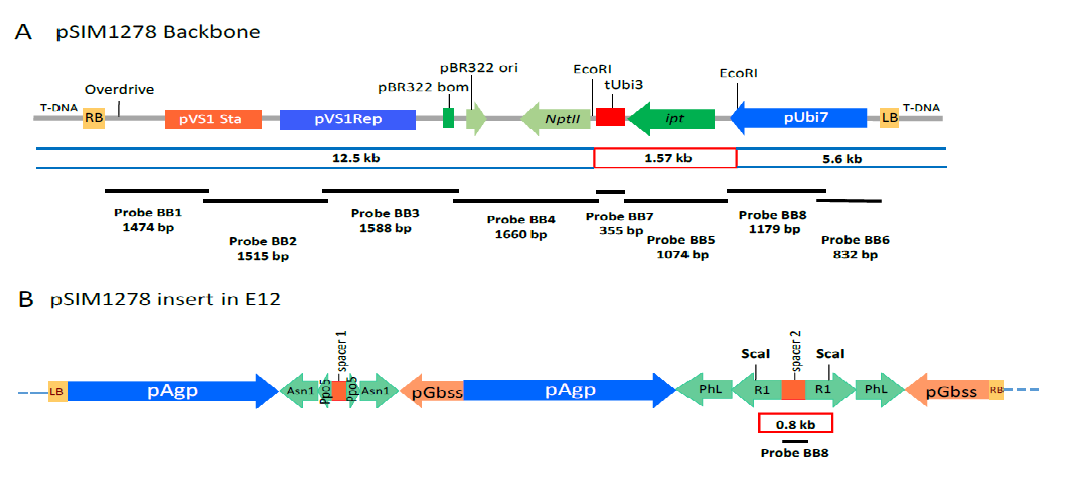 A pSIM1278 Backbone
pBR322 ori
EcoRI
EcoRI
Overdrive
pBR322 bom
tUbi3
T-DNA
RB
pVS1 Sta
pVS1Rep
NptII
ipt
pUbi7
LB
T-DNA
12.5 kb
1.57 kb
5.6 kb
Probe BB1
1474 bp
Probe BB2
1515 bp
Probe BB3
1588 bp
Probe BB4
1660 bp
Probe BB7
355 bp
Probe BB5
1074 bp
Probe BB8
1179 bp
Probe BB6
832 bp
B pSIM1278 insert in E12
spacer 1
spacer 2
ScaI
ScaI
LB
pAgp
Asn1
Ppo5
Ppo5
Asn1
pGbss
pAgp
PhL
R1
R1
PhL
pGbss
RB
0.8 kb
Probe BB8